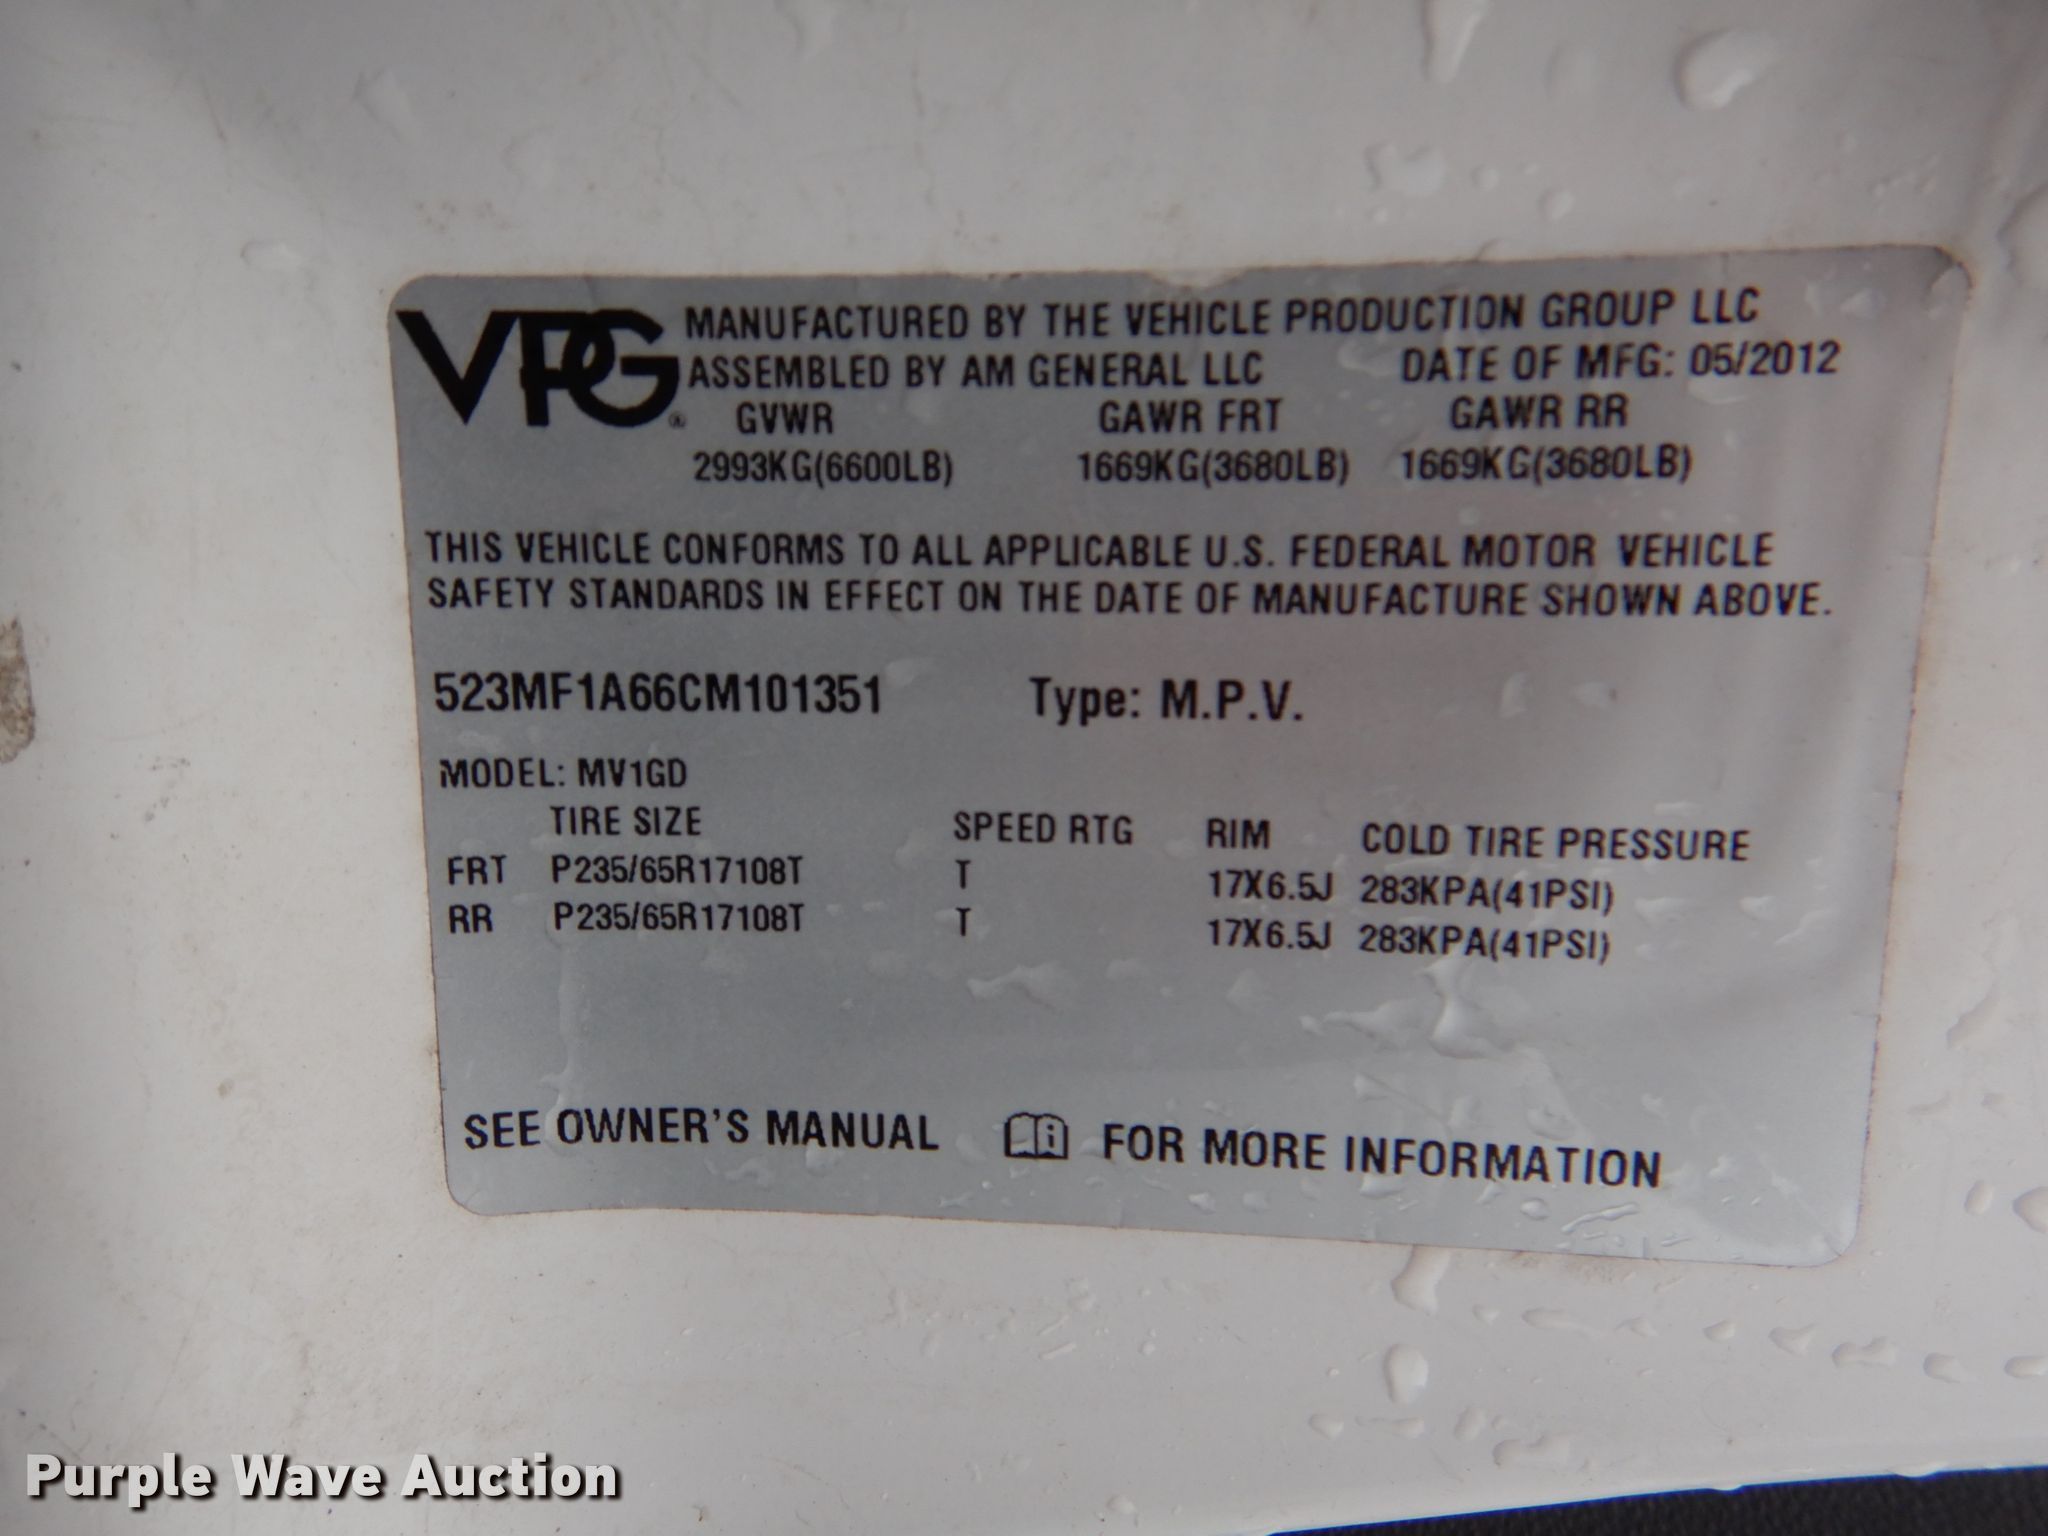 VPG® MANUFACTURED BY THE VEHICLE PRODUCTION GROUP LLC
ASSEMBLED BY AM GENERAL LLC DATE OF MFG: 05/2012
GVWR GAWR FRT GAWR RR
2993KG(6600LB) 1669KG(3680LB) 1669KG(3680LB)
THIS VEHICLE CONFORMS TO ALL APPLICABLE U.S. FEDERAL MOTOR VEHICLE
SAFETY STANDARDS IN EFFECT ON THE DATE OF MANUFACTURE SHOWN ABOVE.
523MF1A66CM101351 Type: M.P.V.
MODEL: MV1GD
TIRE SIZE SPEED RTG RIM COLD TIRE PRESSURE
FRT P235/65R17108T T 17X6.5J 283KPA(41PSI)
RR P235/65R17108T T 17X6.5J 283KPA(41PSI)
SEE OWNER'S MANUAL i FOR MORE INFORMATION
Purple Wave Auction